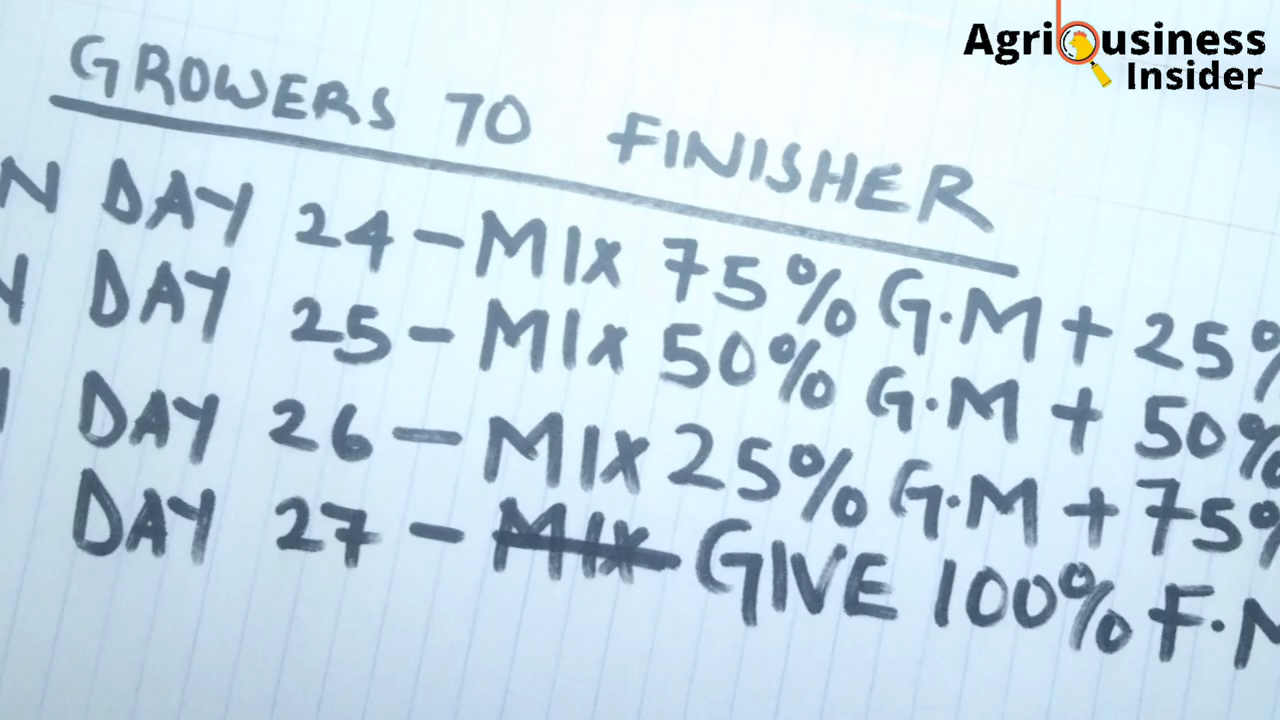 Agribusiness
Insider
GROWERS TO FINISHER
N DAY 24 - MIX 75% G.M + 25%
N DAY 25 - MIX 50% G.M + 50%
DAY 26 - MIX 25% G.M + 75%
DAY 27 - MIX GIVE 100% F.M